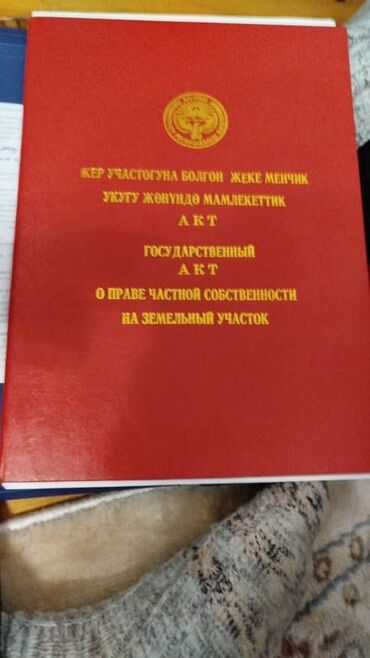 ЖЕР УЧАСТОГУНА БОЛГОН ЖЕКЕ МЕНЧИК
УКУГУ ЖӨНҮНДӨ МАМЛЕКЕТТИК
АКТ
ГОСУДАРСТВЕННЫЙ
АКТ
О ПРАВЕ ЧАСТНОЙ СОБСТВЕННОСТИ
НА ЗЕМЕЛЬНЫЙ УЧАСТОК